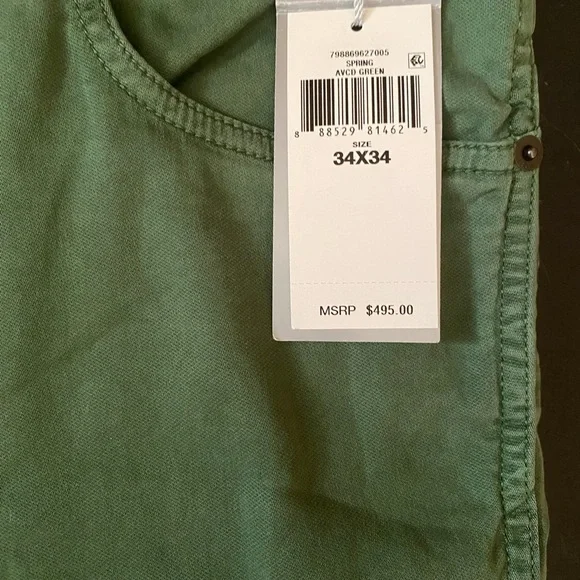 798869627005
SPRING
AVCD GREEN
8 88529 81462 5
SIZE
34X34
MSRP $495.00